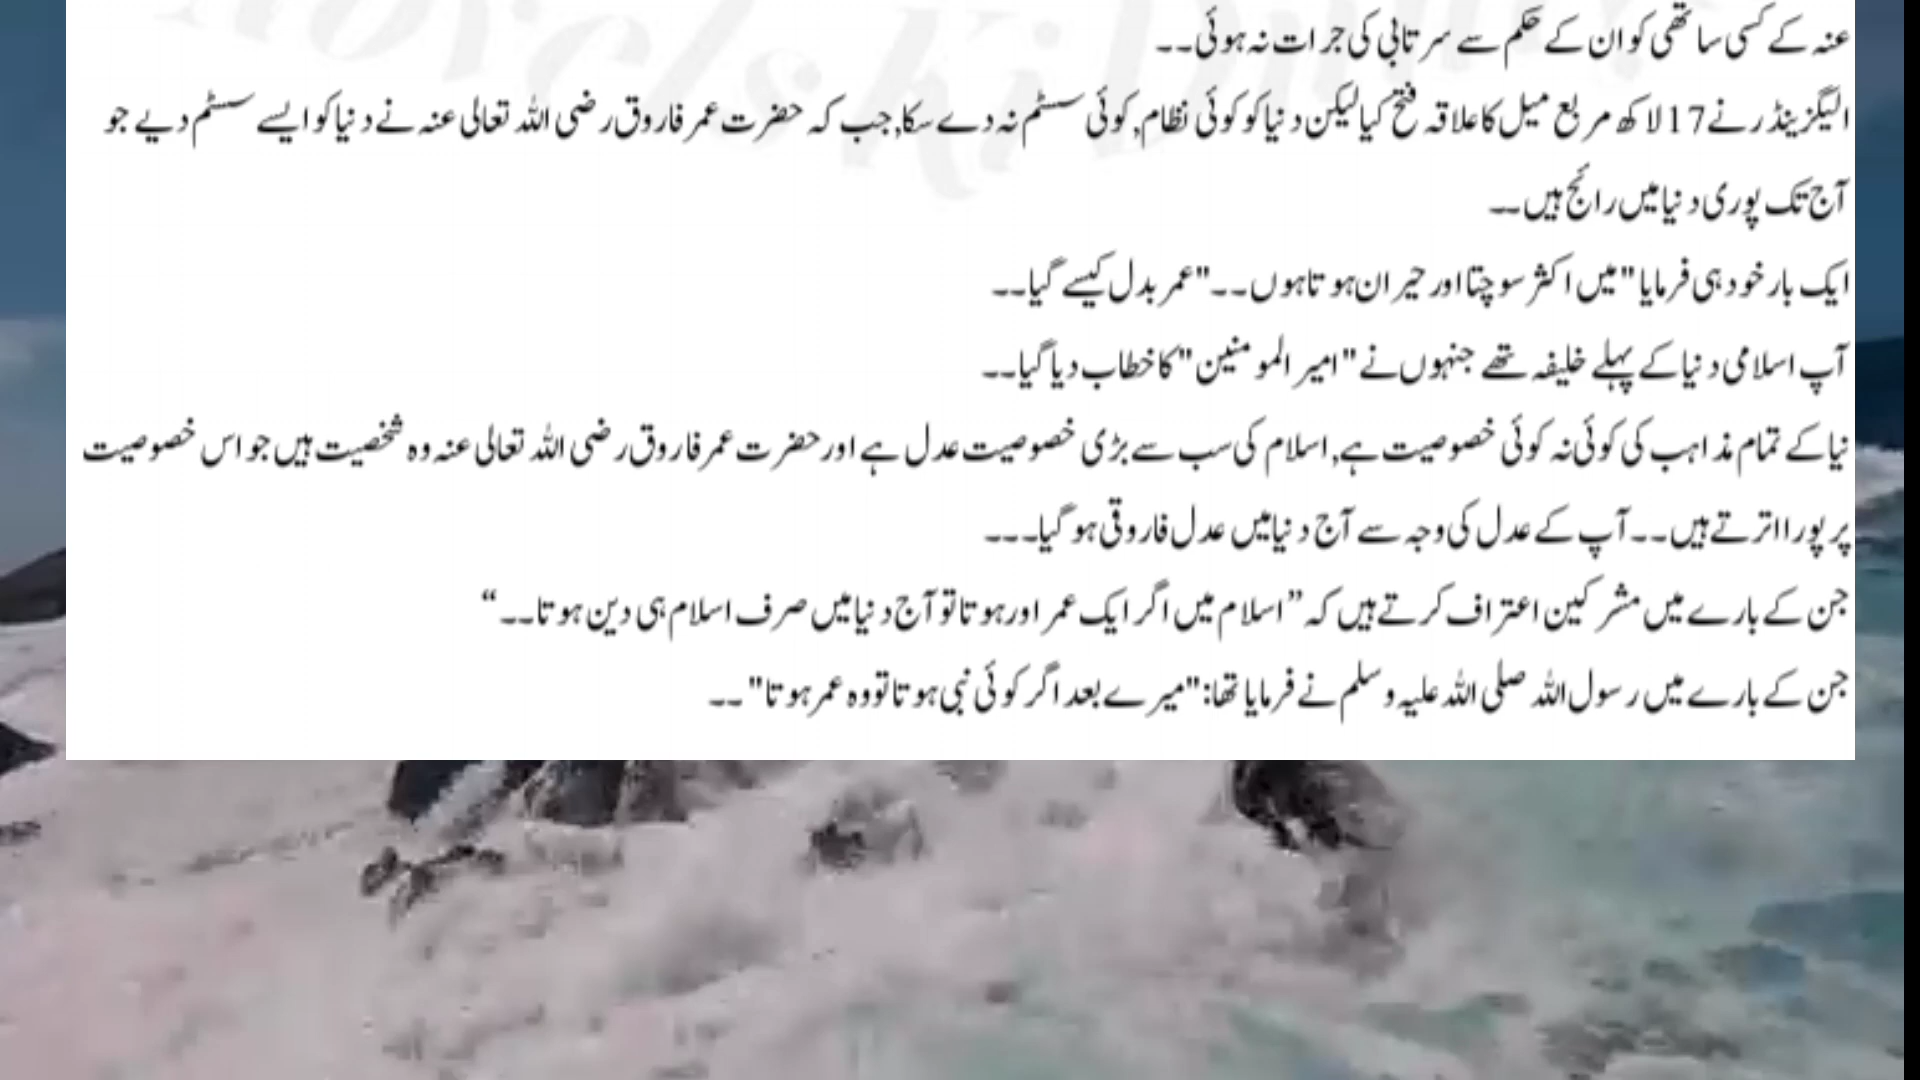 عنہ کے کسی ساتھی کو ان کے حکم سے سرتابی کی جرات نہ ہوئی۔۔
الیگزینڈر نے 17 لاکھ مربع میل کا علاقہ فتح کیا لیکن دنیا کو کوئی نظام, کوئی سسٹم نہ دے سکا, جب کہ حضرت عمر فاروق رضی اللہ تعالی عنہ نے دنیا کو ایسے سسٹم دیے جو
آج تک پوری دنیا میں رائج ہیں۔۔
ایک بار خود ہی فرمایا "میں اکثر سوچتا اور حیران ہوتا ہوں۔۔" عمر بدل کیسے گیا۔۔
آپ اسلامی دنیا کے پہلے خلیفہ تھے جنہوں نے "امیر المومنین" کا خطاب دیا گیا۔۔
نیا کے تمام مذاہب کی کوئی نہ کوئی خصوصیت ہے, اسلام کی سب سے بڑی خصوصیت عدل ہے اور حضرت عمر فاروق رضی اللہ تعالی عنہ وہ شخصیت ہیں جو اس خصوصیت
پر پورا اترتے ہیں۔۔ آپ کے عدل کی وجہ سے آج دنیا میں عدل فاروقی ہو گیا۔۔۔
جن کے بارے میں مشرکین اعتراف کرتے ہیں کہ ”اسلام میں اگر ایک عمر اور ہوتا تو آج دنیا میں صرف اسلام ہی دین ہوتا۔۔“
جن کے بارے میں رسول اللہ صلی اللہ علیہ وسلم نے فرمایا تھا: "میرے بعد اگر کوئی نبی ہوتا تو وہ عمر ہوتا"۔۔